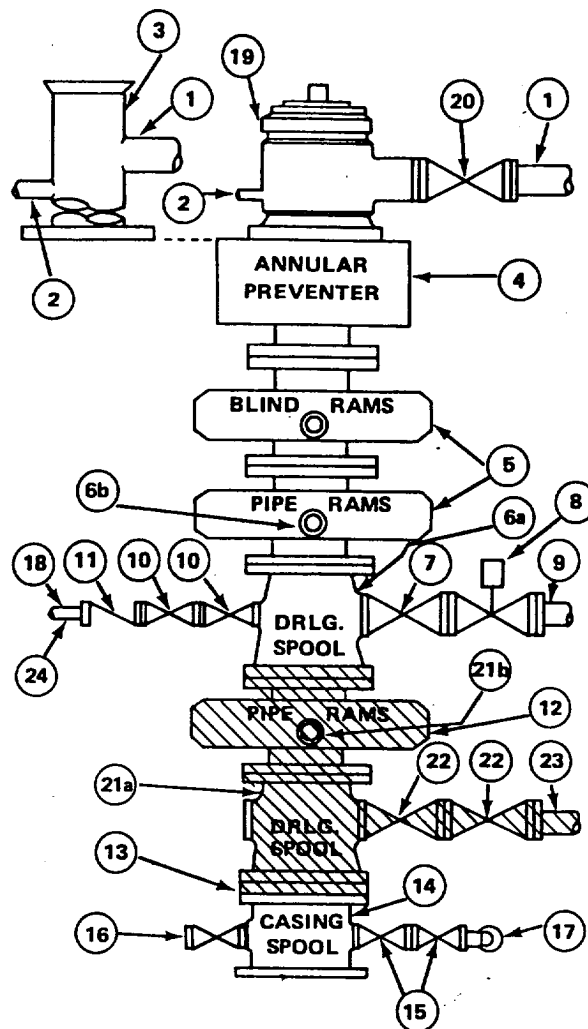 3
1
19
20
1
2
2
ANNULAR
PREVENTER
4
BLIND RAMS
5
6b
PIPE RAMS
6a
8
18
11
10
10
7
9
DRLG.
SPOOL
24
21b
PIPE RAMS
12
21a
22
22
23
DRLG.
SPOOL
13
14
CASING
SPOOL
16
15
17